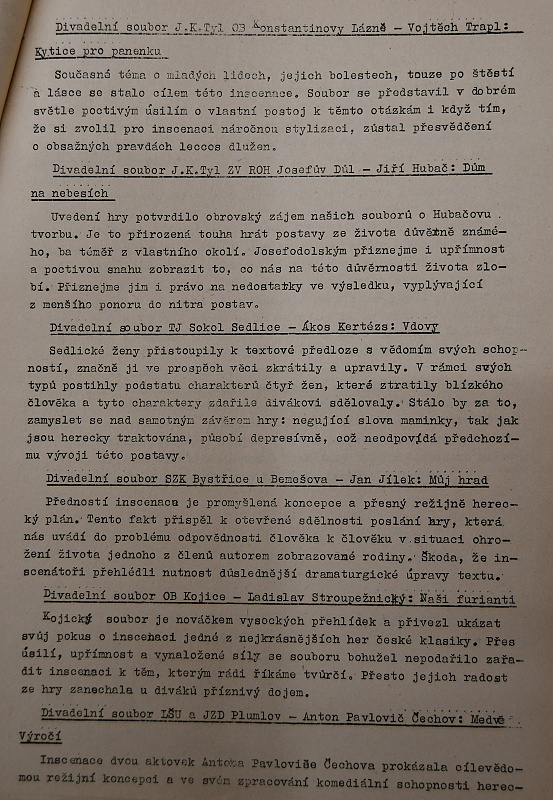 Divadelní soubor J.K.Tyl OB Konstantinovy Lázně - Vojtěch Trapl:
Kytice pro panenku
Současné téma o mladých lidech, jejich bolestech, touze po štěstí
a lásce se stalo cílem této inscenace. Soubor se představil v dobrém
světle poctivým úsilím o vlastní postoj k těmto otázkám i když tím,
že si zvolil pro inscenaci náročnou stylizaci, zůstal přesvědčení
o obsažných pravdách leccos dlužen.
Divadelní soubor J.K.Tyl ZV ROH Josefův Důl - Jiří Hubač: Dům
na nebesích
Uvedení hry potvrdilo obrovský zájem našich souborů o Hubačovu
tvorbu. Je to přirozená touha hrát postavy ze života důvěrně známé-
ho, ba téměř z vlastního okolí. Josefodolským přiznejme i upřímnost
a poctivou snahu zobrazit to, co nás na této důvěrnosti života zlo-
bí. Přiznejme jim i právo na nedostatky ve výsledku, vyplývající
z menšího ponoru do nitra postav.
Divadelní soubor TJ Sokol Sedlice - Ákos Kertézs: Vdovy
Sedlické ženy přistoupily k textové předloze s vědomím svých schop-
ností, značně ji ve prospěch věci zkrátily a upravily. V rámci svých
typů postihly podstatu charakterů čtyř žen, které ztratily blízkého
člověka a tyto charaktery zdařile divákovi sdělovaly. Stálo by za to,
zamyslet se nad samotným závěrem hry: negující slova maminky, tak jak
jsou herecky traktována, působí depresívně, což neodpovídá předchozí-
mu vývoji této postavy.
Divadelní soubor SZK Bystřice u Benešova - Jan Jílek: Můj hrad
Předností inscenace je promyšlená koncepce a přesný režijně herec-
ký plán. Tento fakt přispěl k otevřené sdělnosti poslání hry, která
nás uvádí do problému odpovědnosti člověka k člověku v situaci ohro-
žení života jednoho z členů autorem zobrazované rodiny. Škoda, že in-
scenátoři přehlédli nutnost důslednější dramaturgické úpravy textu.
Divadelní soubor OB Kojice - Ladislav Stroupežnický: Naši furianti
Kojický soubor je nováčkem vysockých přehlídek a přivezl ukázat
svůj pokus o inscenaci jedné z nejkrásnějších her české klasiky. Přes
úsilí, upřímnost a vynaložené síly se souboru bohužel nepodařilo zařa-
dit inscenaci k těm, kterým rádi říkáme tvůrčí. Přesto jejich radost
ze hry zanechala u diváků příznivý dojem.
Divadelní soubor LŠU a JZD Plumlov - Anton Pavlovič Čechov: Medvě
Výročí
Inscenace dvou aktovek Antona Pavloviče Čechova prokázala cílevědo-
mou režijní koncepci a ve svém zpracování komediální schopnosti herec-